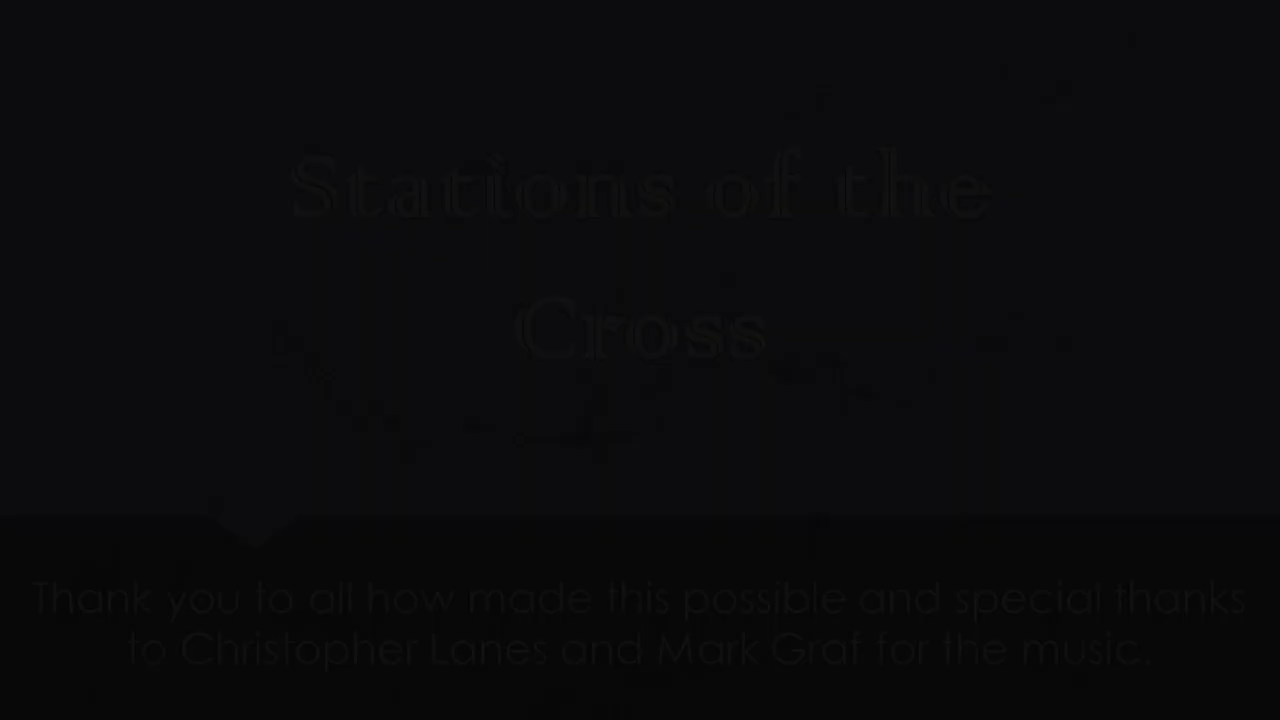 Stations of the
Cross
Thank you to all how made this possible and special thanks
to Christopher Lanes and Mark Graf for the music.